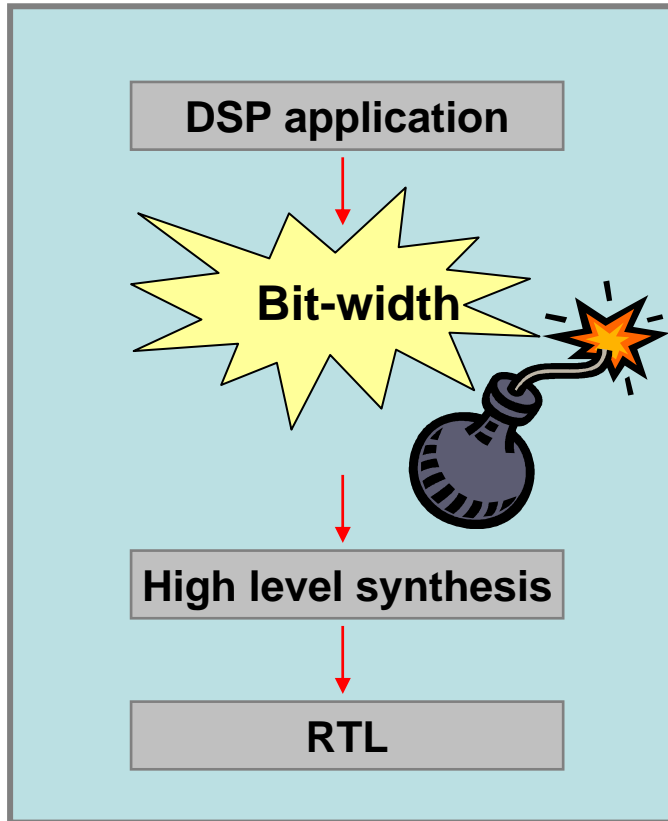 DSP application
Bit-width
High level synthesis
RTL